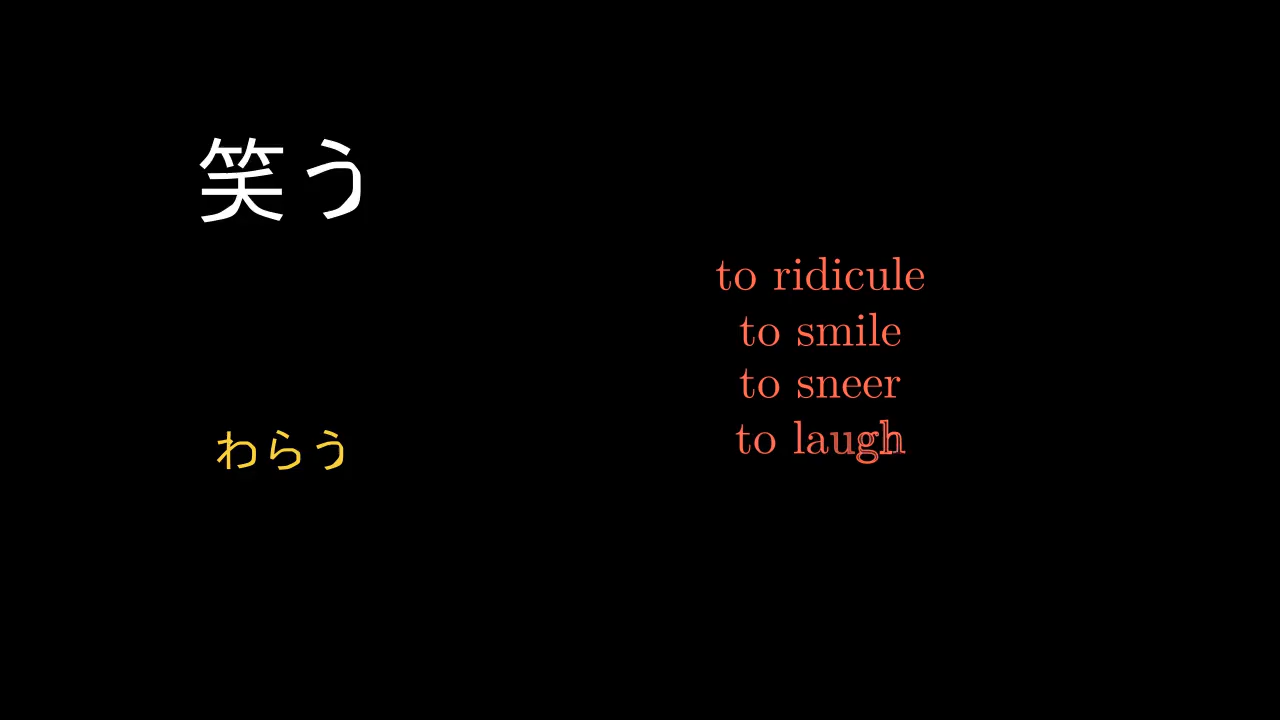 笑う
わらう
to ridicule
to smile
to sneer
to laugh